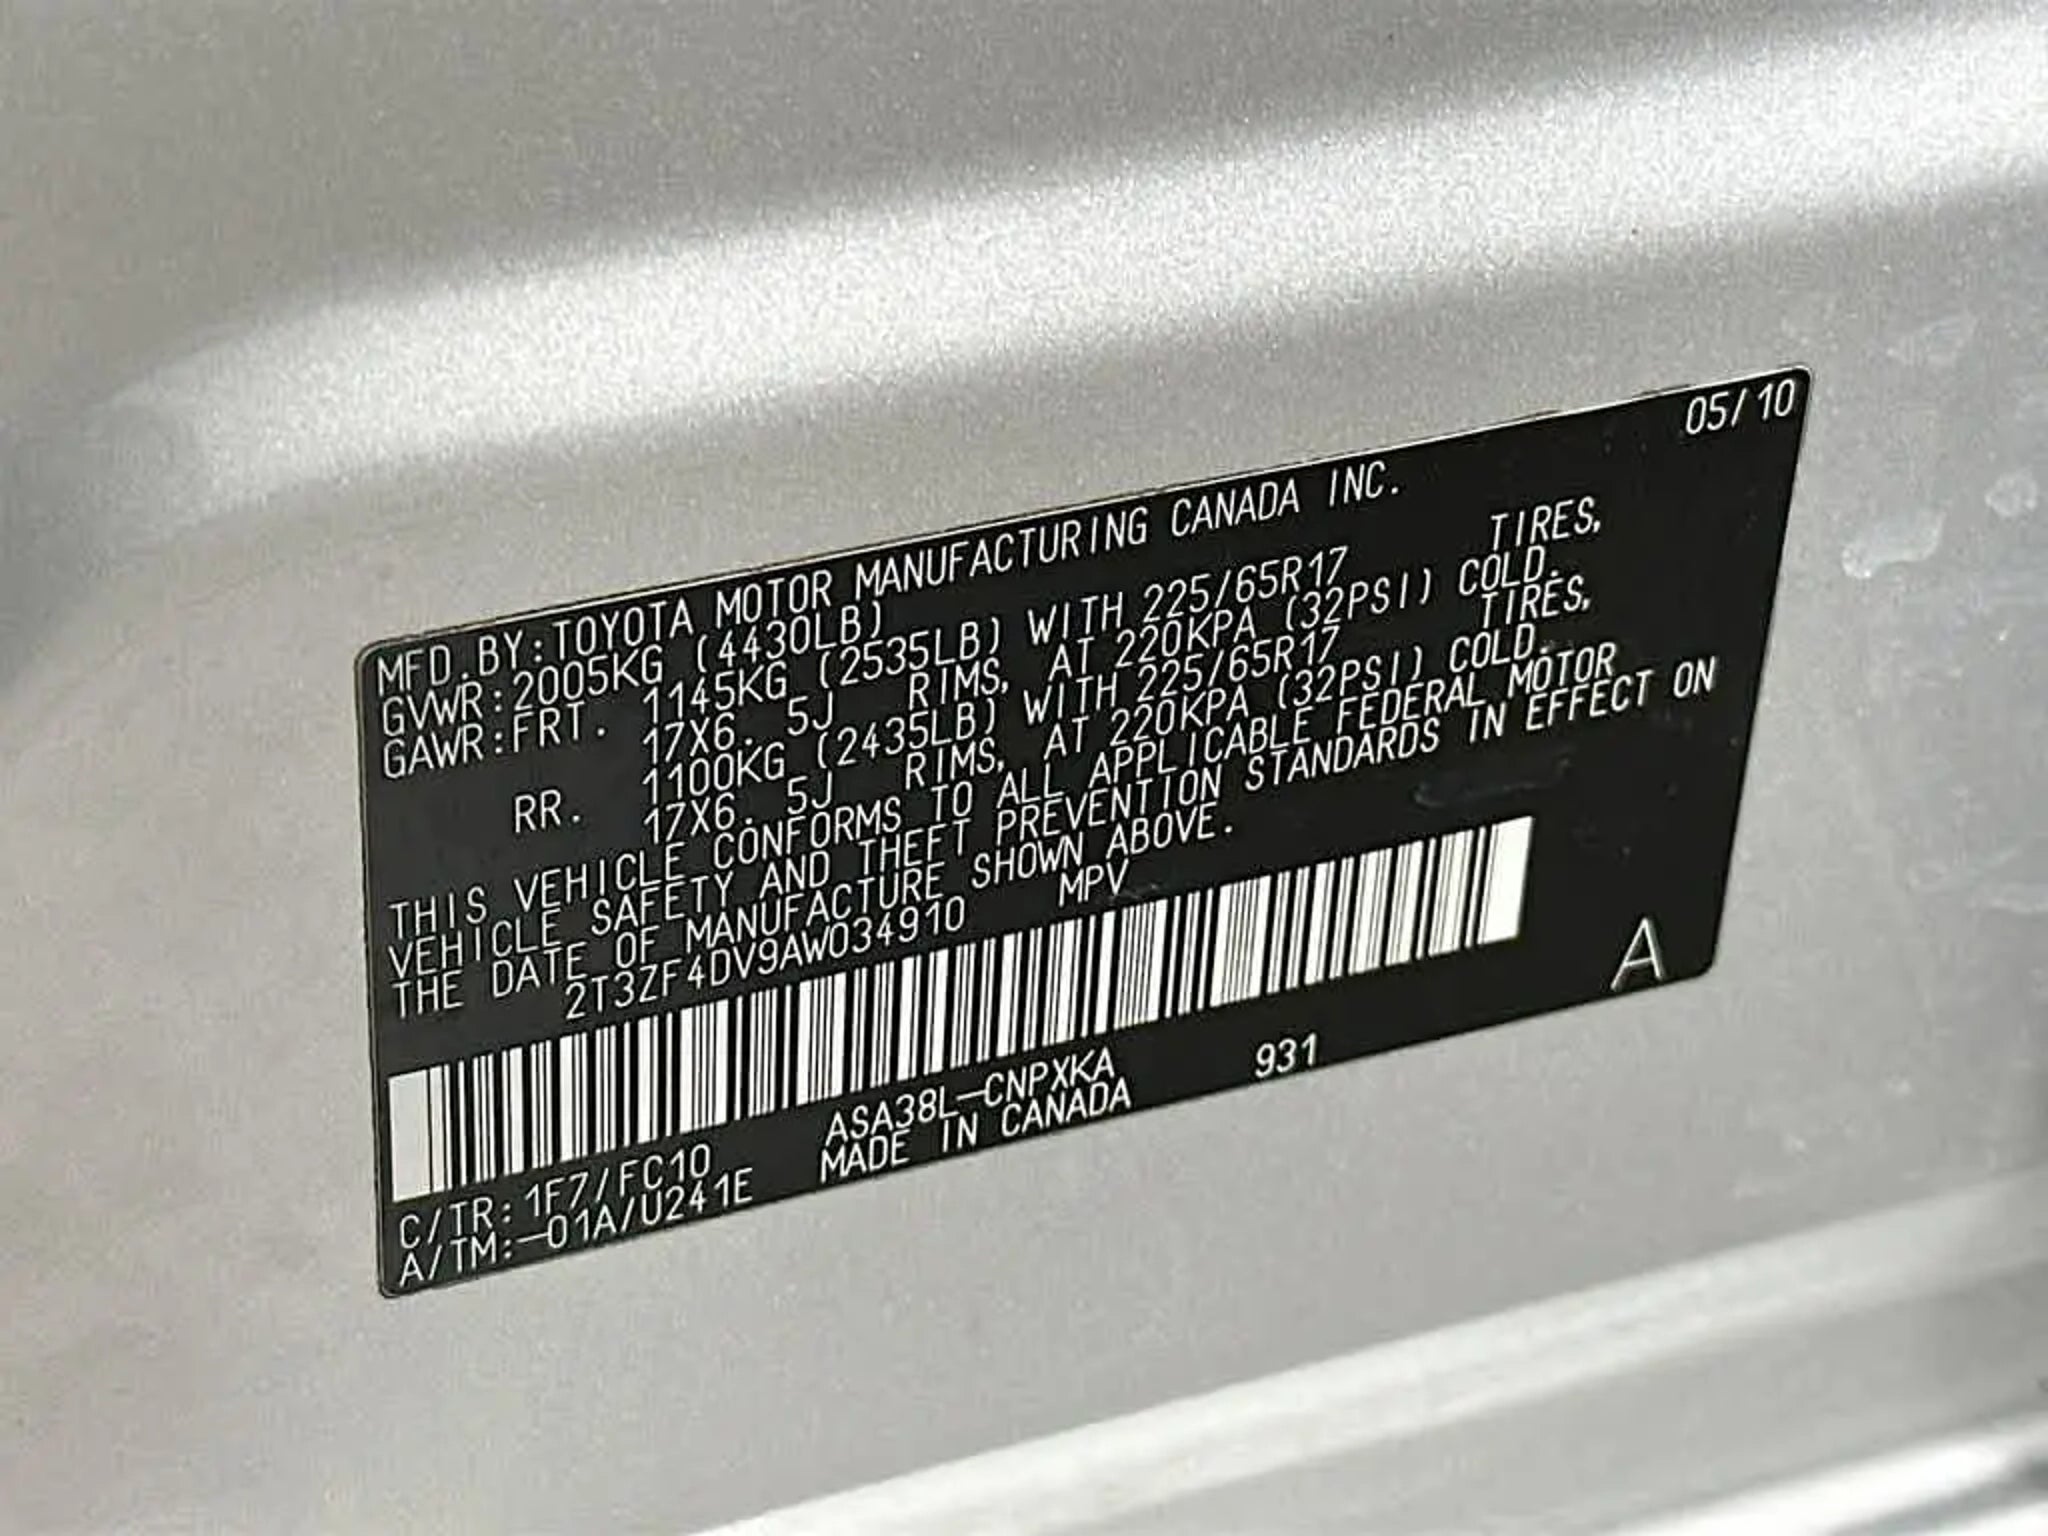 05/10
MFD.BY:TOYOTA MOTOR MANUFACTURING CANADA INC.
GVWR:2005KG (4430LB)
GAWR:FRT. 1145KG (2535LB) WITH 225/65R17 TIRES,
17X6. 5J RIMS, AT 220KPA (32PSI) COLD.
RR. 1100KG (2435LB) WITH 225/65R17 TIRES,
17X6. 5J RIMS, AT 220KPA (32PSI) COLD.
THIS VEHICLE CONFORMS TO ALL APPLICABLE FEDERAL MOTOR
VEHICLE SAFETY AND THEFT PREVENTION STANDARDS IN EFFECT ON
THE DATE OF MANUFACTURE SHOWN ABOVE.
2T3ZF4DV9AW034910 MPV
A
C/TR: 1F7/FC10 ASA38L-CNPXKA 931
A/TM:-01A/U241E MADE IN CANADA